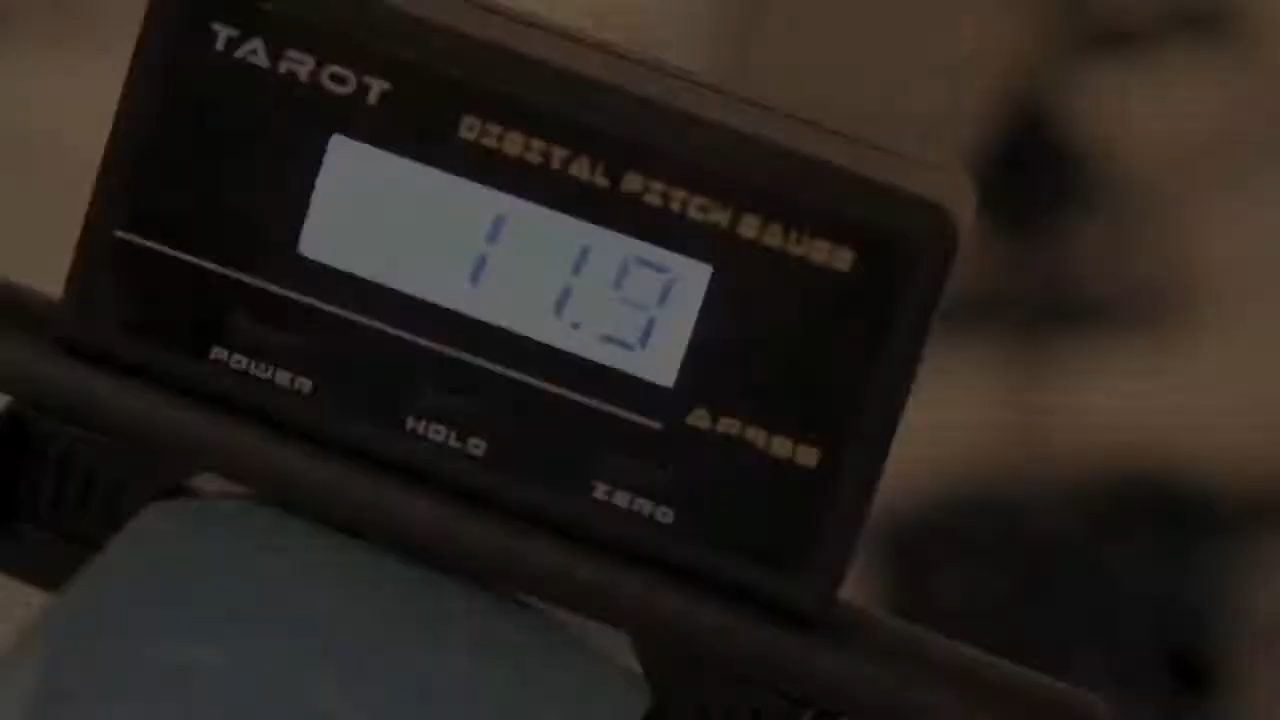 TAROT
DIGITAL PITCH GAUGE
11.9
POWER
HOLD
ZERO